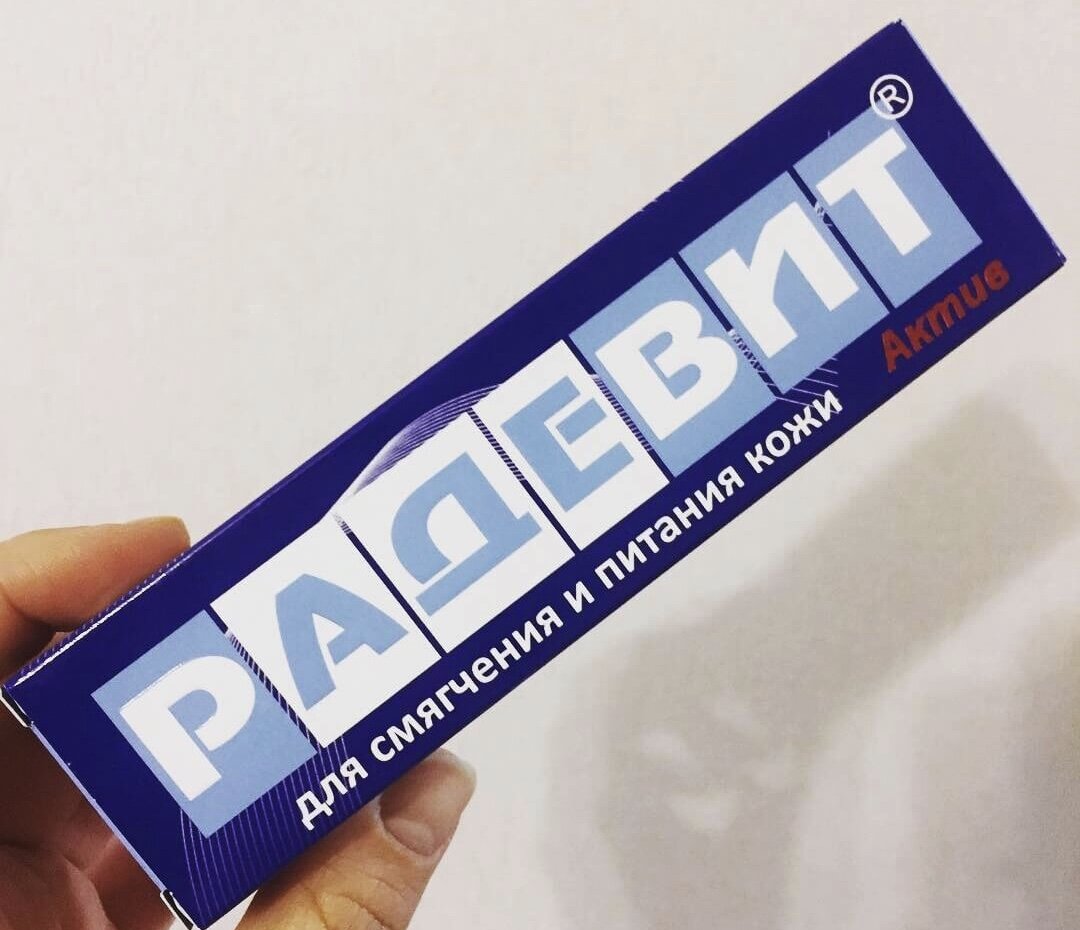 РАДЕВИТ®
Актив
для смягчения и питания кожи